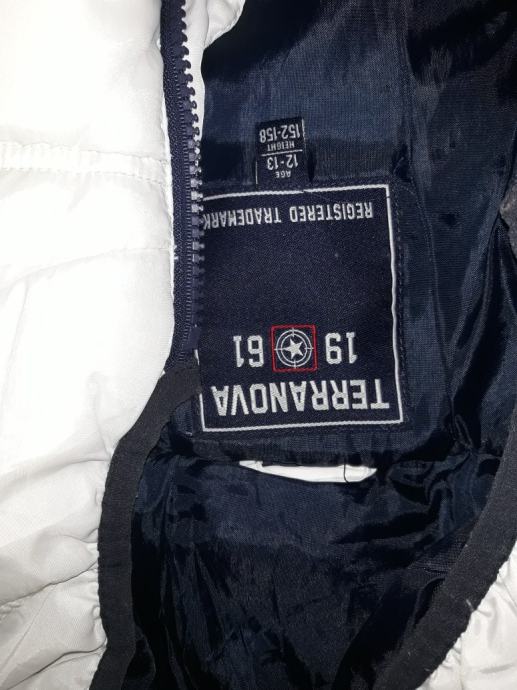 TERRANOVA
19 61
REGISTERED TRADEMARK
AGE
12-13
HEIGHT
152-158